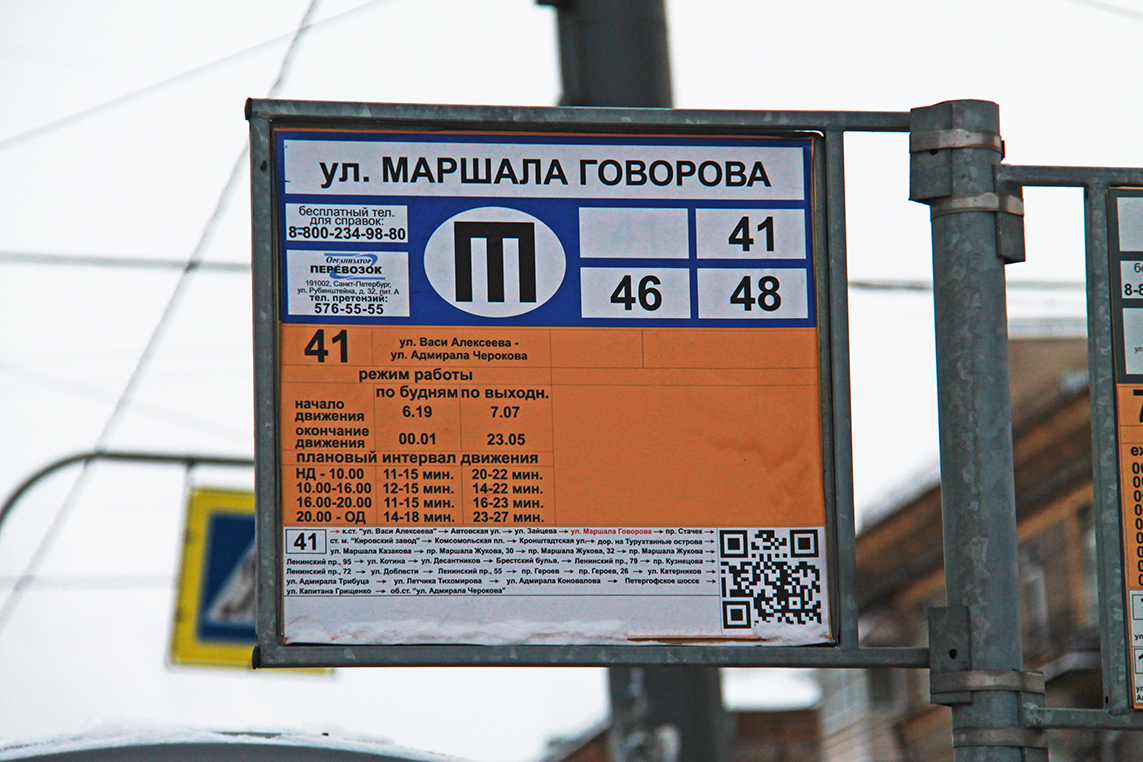 ул. МАРШАЛА ГОВОРОВА
бесплатный тел.
для справок:
8-800-234-98-80
ОРГАНИЗАТОР
ПЕРЕВОЗОК
191002, Санкт-Петербург,
ул. Рубинштейна, д. 32, лит. А
тел. претензий:
576-55-55
Ш
41
46 48
41 ул. Васи Алексеева -
ул. Адмирала Черокова
режим работы
по будням по выходн.
начало
движения 6.19 7.07
окончание
движения 00.01 23.05
плановый интервал движения
НД - 10.00 11-15 мин. 20-22 мин.
10.00-16.00 12-15 мин. 14-22 мин.
16.00-20.00 11-15 мин. 16-23 мин.
20.00 - ОД 14-18 мин. 23-27 мин.
41
к.ст. "ул. Васи Алексеева" → Автовская ул. → ул. Зайцева → ул. Маршала Говорова → пр. Стачек →
ст. м. "Кировский завод" → Комсомольская пл. → Кронштадтская ул. → дор. на Турухтанные острова →
ул. Маршала Казакова → пр. Маршала Жукова, 30 → пр. Маршала Жукова, 32 → пр. Маршала Жукова →
Ленинский пр., 95 → ул. Котина → ул. Десантников → Брестский бульв. → Ленинский пр., 79 → пр. Кузнецова →
Ленинский пр., 72 → ул. Доблести → Ленинский пр., 55 → пр. Героев → пр. Героев, 26 → ул. Катерников →
ул. Адмирала Трибуца → ул. Летчика Тихомирова → ул. Адмирала Коновалова → Петергофское шоссе →
ул. Капитана Грищенко → об.ст. "ул. Адмирала Черокова"